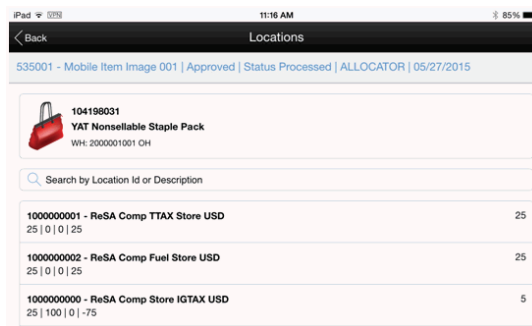 iPad VPN 11:16 AM 85%
Back Locations
535001 - Mobile Item Image 001 | Approved | Status Processed | ALLOCATOR | 05/27/2015
104198031
YAT Nonsellable Staple Pack
WH: 2000001001 OH
Search by Location Id or Description
1000000001 - ReSA Comp TTAX Store USD 25
25 | 0 | 0 | 25
1000000002 - ReSA Comp Fuel Store USD 25
25 | 0 | 0 | 25
1000000000 - ReSA Comp Store IGTAX USD 5
25 | 100 | 0 | -75